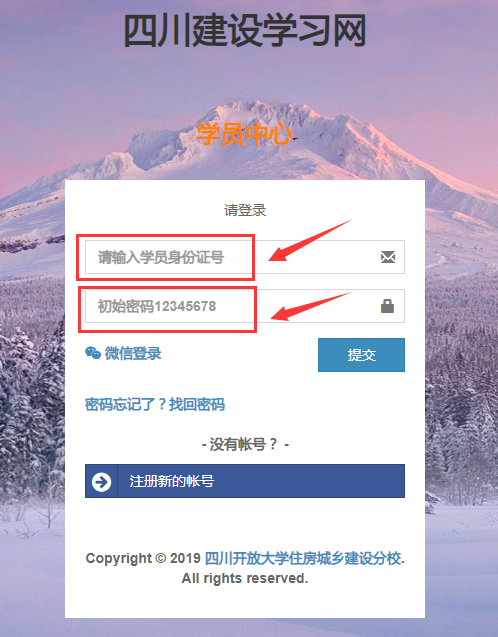 四川建设学习网
学员中心
请登录
请输入学员身份证号
初始密码12345678
微信登录
提交
密码忘记了？找回密码
- 没有帐号？ -
注册新的帐号
Copyright © 2019 四川开放大学住房城乡建设分校.
All rights reserved.